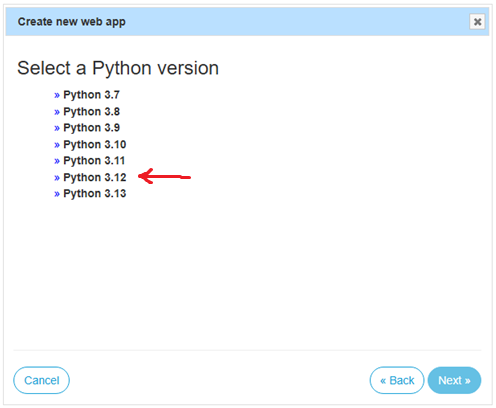 Create new web app
Select a Python version
» Python 3.7
» Python 3.8
» Python 3.9
» Python 3.10
» Python 3.11
» Python 3.12
» Python 3.13
Cancel
« Back
Next »